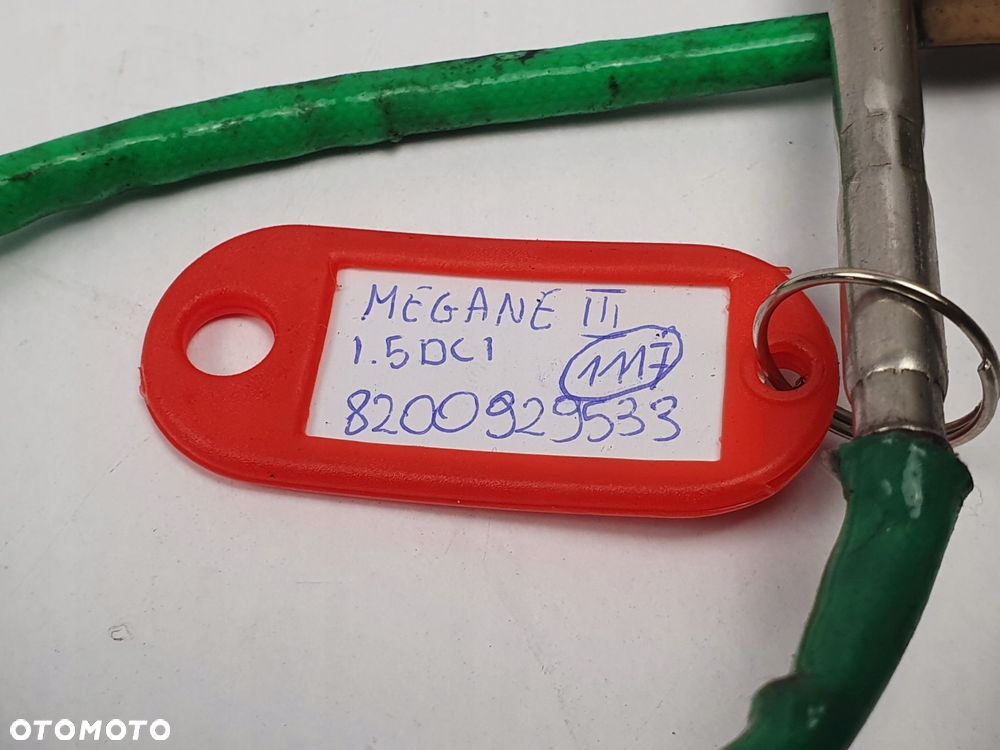 MEGANE III
1.5DCI 1117
8200929533
OTOMOTO